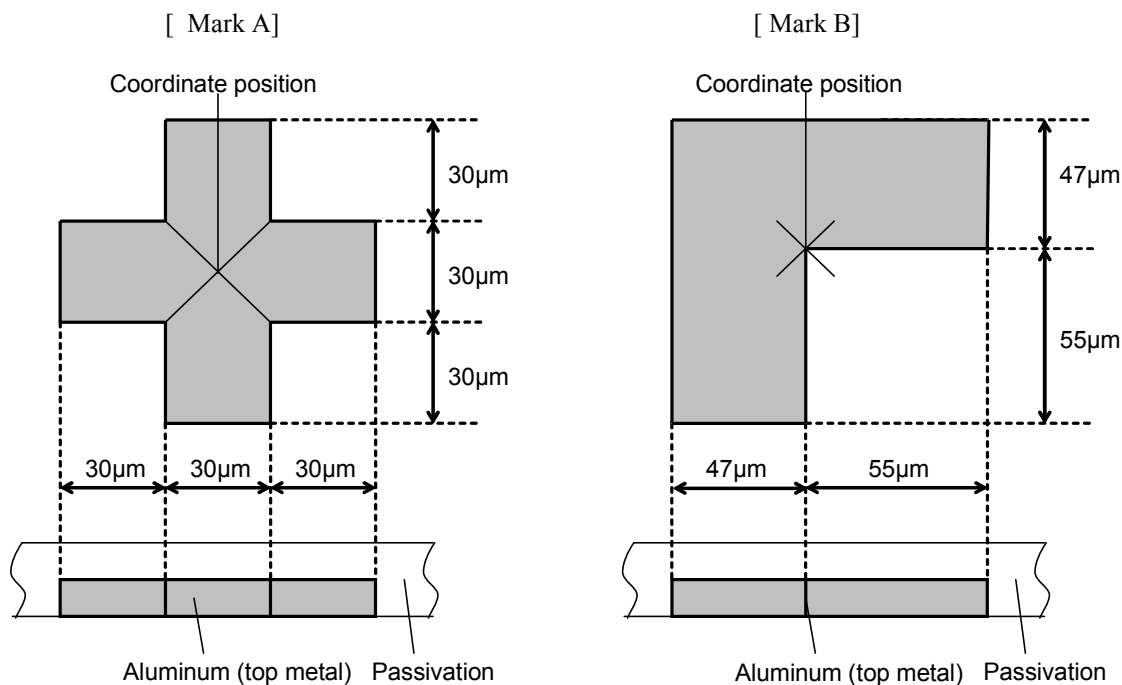 [ Mark A]
Coordinate position
30µm
30µm
30µm
30µm 30µm 30µm
Aluminum (top metal) Passivation
[ Mark B]
Coordinate position
47µm
55µm
47µm 55µm
Aluminum (top metal) Passivation